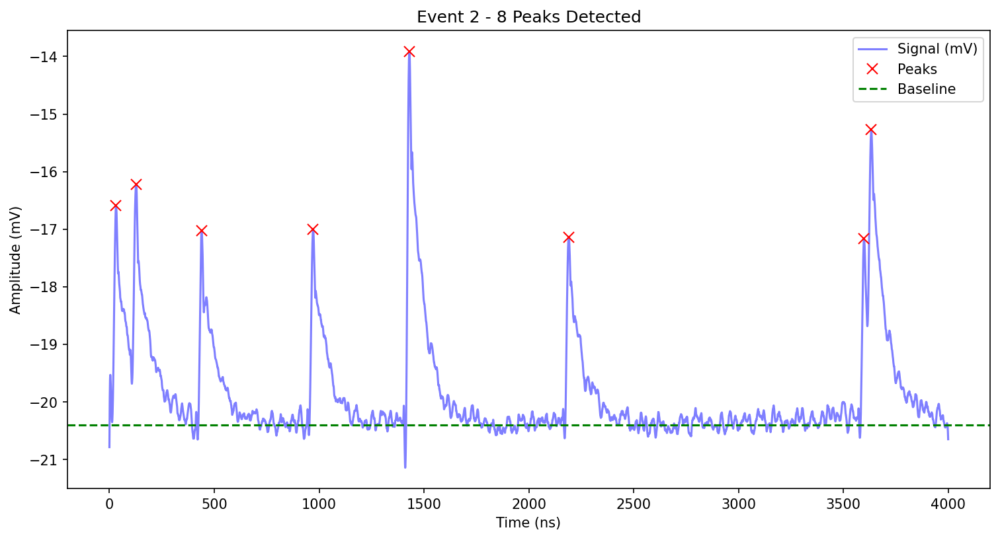 Event 2 - 8 Peaks Detected
Signal (mV)
Peaks
Baseline
Amplitude (mV)
−14
−15
−16
−17
−18
−19
−20
−21
0 500 1000 1500 2000 2500 3000 3500 4000
Time (ns)